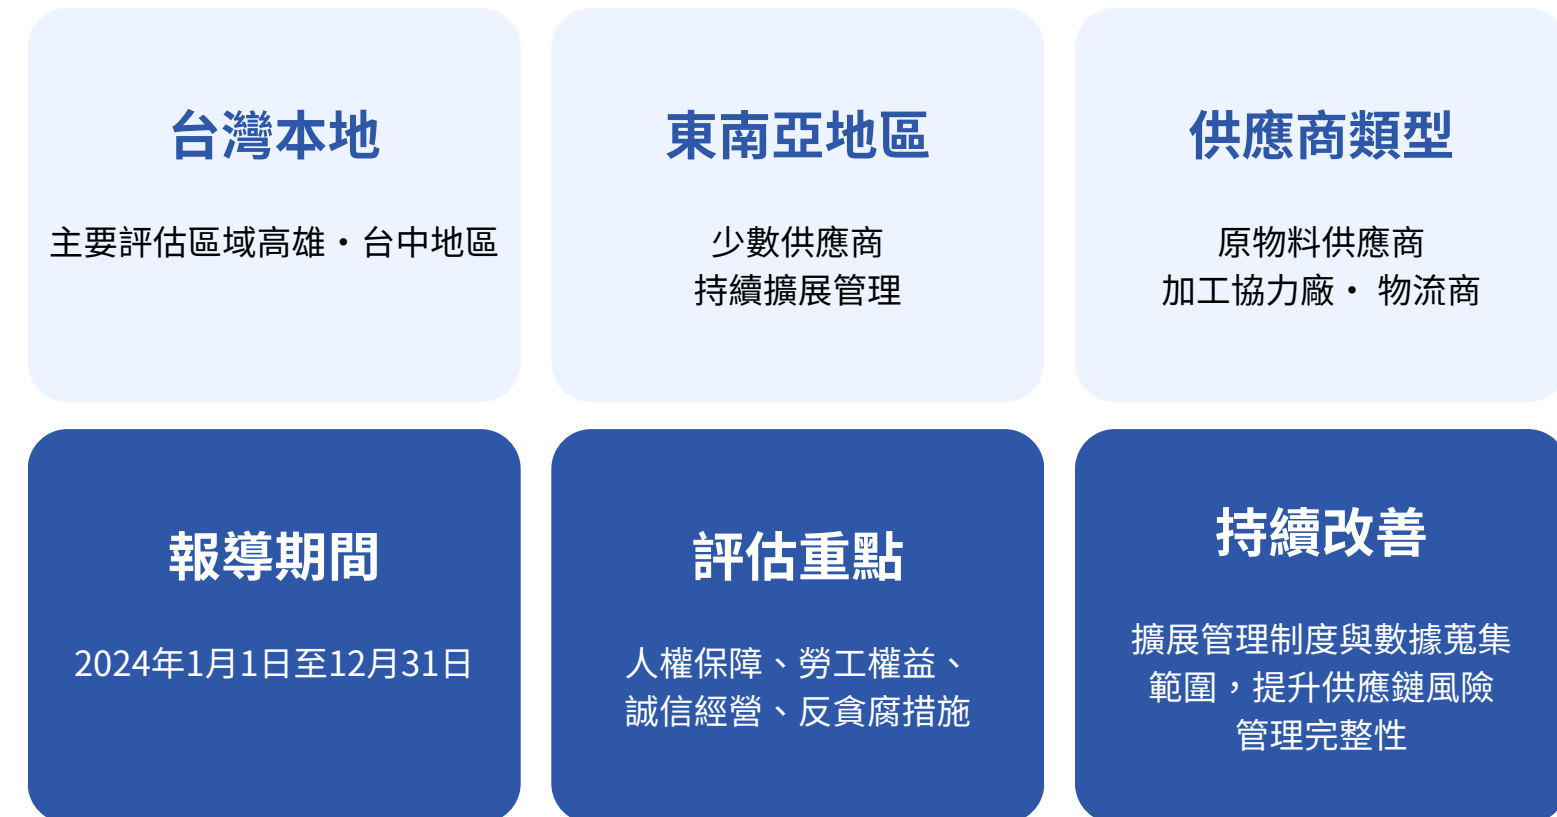 台灣本地
主要評估區域高雄・台中地區
東南亞地區
少數供應商
持續擴展管理
供應商類型
原物料供應商
加工協力廠・ 物流商
報導期間
2024年1月1日至12月31日
評估重點
人權保障、勞工權益、
誠信經營、反貪腐措施
持續改善
擴展管理制度與數據蒐集
範圍，提升供應鏈風險
管理完整性